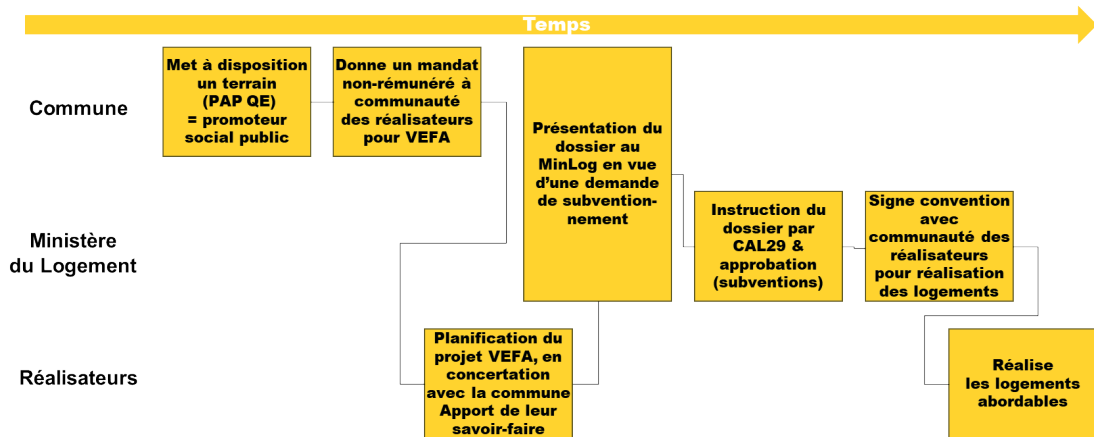 Temps
Commune
Met à disposition
un terrain
(PAP QE)
= promoteur
social public
Donne un mandat
non-rémunéré à
communauté
des réalisateurs
pour VEFA
Présentation du
dossier au
MinLog en vue
d'une demande
de subvention-
nement
Ministère
du Logement
Instruction du
dossier par
CAL29 &
approbation
(subventions)
Signe convention
avec
communauté des
réalisateurs
pour réalisation
des logements
Réalisateurs
Planification du
projet VEFA, en
concertation
avec la commune
Apport de leur
savoir-faire
Réalise
les logements
abordables